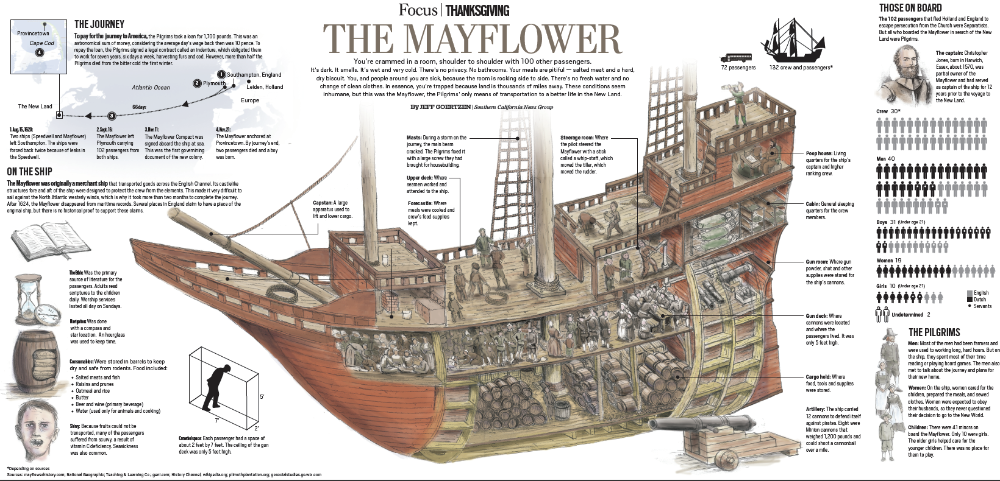 Focus | THANKSGIVING
THE MAYFLOWER
You're crammed in a room, shoulder to shoulder with 100 other passengers.
It's dark. It smells. It's wet and very cold. There's no privacy. No bathrooms. Your meals are pitiful — salted meat and a hard,
dry biscuit. You, and people around you are sick, because the room is rocking side to side. There's no fresh water and no
change of clean clothes. In essence, you're trapped because land is thousands of miles away. These conditions seem
inhumane, but this was the Mayflower, the Pilgrims' only means of transportation to a better life in the New Land.
By JEFF GOERTZEN | Southern California News Group
72 passengers
132 crew and passengers*
Provincetown
Cape Cod
4
THE JOURNEY
To pay for the journey to America, the Pilgrims took a loan for 1,700 pounds. This was an
astronomical sum of money, considering the average day's wage back then was 10 pence. To
repay the loan, the Pilgrims signed a legal contract called an indenture, which obligated them
to work for seven years, six days a week, harvesting furs and cod. However, more than half the
Pilgrims died from the bitter cold the first winter.
1 Southampton, England
2 Plymouth
Leiden, Holland
Atlantic Ocean
Europe
The New Land
66 days
3
1. Aug. 15, 1620:
Two ships (Speedwell and Mayflower)
left Southampton. The ships were
forced back twice because of leaks in
the Speedwell.
2. Sept. 16:
The Mayflower left
Plymouth carrying
102 passengers from
both ships.
3. Nov. 11:
The Mayflower Compact was
signed aboard the ship at sea.
This was the first governining
document of the new colony.
4. Nov. 21:
The Mayflower anchored at
Provincetown. By journey's end,
two passengers died and a boy
was born.
ON THE SHIP
The Mayflower was originally a merchant ship that transported goods across the English Channel. Its castlelike
structures fore and aft of the ship were designed to protect the crew from the elements. This made it very difficult to
sail against the North Atlantic westerly winds, which is why it took more than two months to complete the journey.
After 1624, the Mayflower disappeared from maritime records. Several places in England claim to have a piece of the
original ship, but there is no historical proof to support these claims.
The Bible: Was the primary
source of literature for the
passengers. Adults read
scriptures to the children
daily. Worship services
lasted all day on Sundays.
Navigation: Was done
with a compass and
star location. An hourglass
was used to keep time.
Consumables: Were stored in barrels to keep
dry and safe from rodents. Food included:
• Salted meats and fish
• Raisins and prunes
• Oatmeal and rice
• Butter
• Beer and wine (primary beverage)
• Water (used only for animals and cooking)
Skivy: Because fruits could not be
transported, many of the passengers
suffered from scurvy, a result of
vitamin C deficiency. Seasickness
was also common.
5'
7'
2'
Crowded space: Each passenger had a space of
about 2 feet by 7 feet. The ceiling of the gun
deck was only 5 feet high.
Capstan: A large
apparatus used to
lift and lower cargo.
Masts: During a storm on the
journey, the main beam
cracked. The Pilgrims fixed it
with a large screw they had
brought for housebuilding.
Upper deck: Where
seamen worked and
attended to the ship.
Forecastle: Where
meals were cooked and
crew's food supplies
kept.
Steerage room: Where
the pilot steered the
Mayflower with a stick
called a whip-staff, which
moved the tiller, which
moved the rudder.
Poop house: Living
quarters for the ship's
captain and higher
ranking crew.
Cabin: General sleeping
quarters for the crew
members.
Gun room: Where gun
powder, shot and other
supplies were stored for
the ship's cannons.
Gun deck: Where
cannons were located
and where the
passengers lived. It was
only 5 feet high.
Cargo hold: Where
food, tools and supplies
were stored.
Artillery: The ship carried
12 cannons to defend itself
against pirates. Eight were
Minion cannons that
weighed 1,200 pounds and
could shoot a cannonball
over a mile.
THOSE ON BOARD
The 102 passengers that fled Holland and England to
escape persecution from the Church were Separatists.
But all who boarded the Mayflower in search of the New
Land were Pilgrims.
The captain: Christopher
Jones, born in Harwich,
Essex, about 1570, was
partial owner of the
Mayflower and had served
as captain of the ship for 12
years prior to the voyage to
the New Land.
Crew 30*
Men 40
Boys 31 (Under age 21)
Women 19
Girls 10 (Under age 21)
English
Dutch
Servants
Undetermined 2
THE PILGRIMS
Men: Most of the men had been farmers and
were used to working long, hard hours. But on
the ship, they spent most of their time
reading or playing board games. The men also
met to talk about the journey and plans for
their new home.
Women: On the ship, women cared for the
children, prepared the meals, and sewed
clothes. Women were expected to obey
their husbands, so they never questioned
their decision to go to the New World.
Children: There were 41 minors on
board the Mayflower. Only 10 were girls.
The older girls helped care for the
younger children. There was no place for
them to play.
*Depending on sources
Sources: mayflowerhistory.com; National Geographic; Teaching & Learning Co.; geni.com; History Channel; wikipedia.org; plimothplantation.org; gosocialstudies.go.wix.com